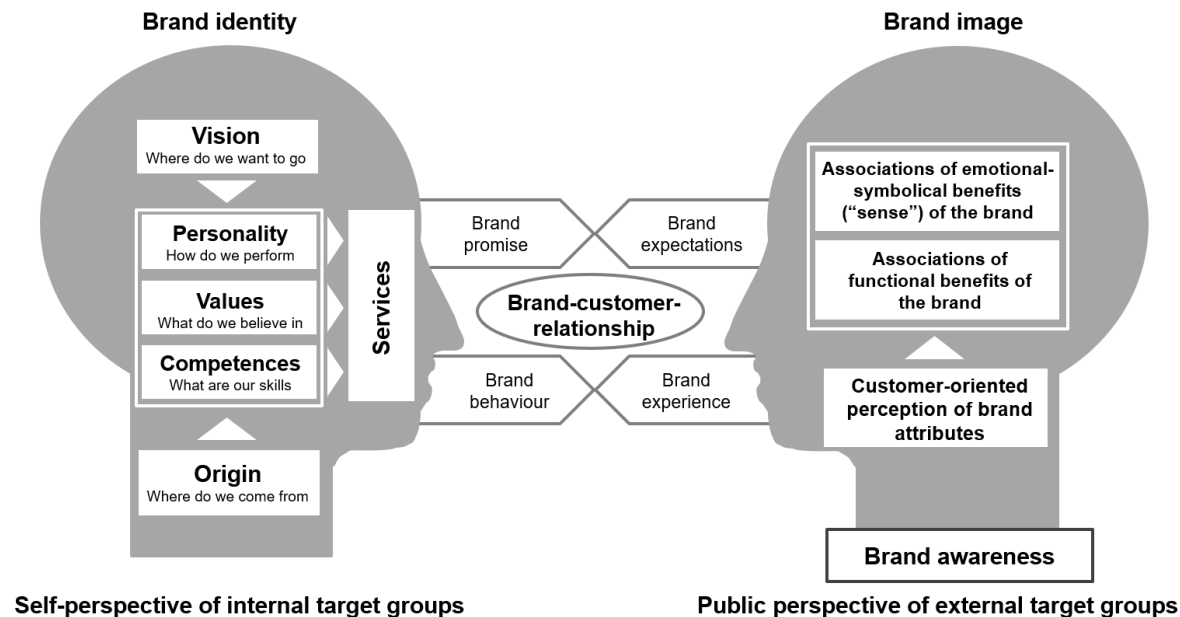 Brand identity
Brand image
Vision
Where do we want to go
Personality
How do we perform
Values
What do we believe in
Competences
What are our skills
Origin
Where do we come from
Services
Brand
promise
Brand
expectations
Brand-customer-
relationship
Brand
behaviour
Brand
experience
Associations of emotional-
symbolical benefits
(“sense”) of the brand
Associations of
functional benefits of
the brand
Customer-oriented
perception of brand
attributes
Brand awareness
Self-perspective of internal target groups
Public perspective of external target groups